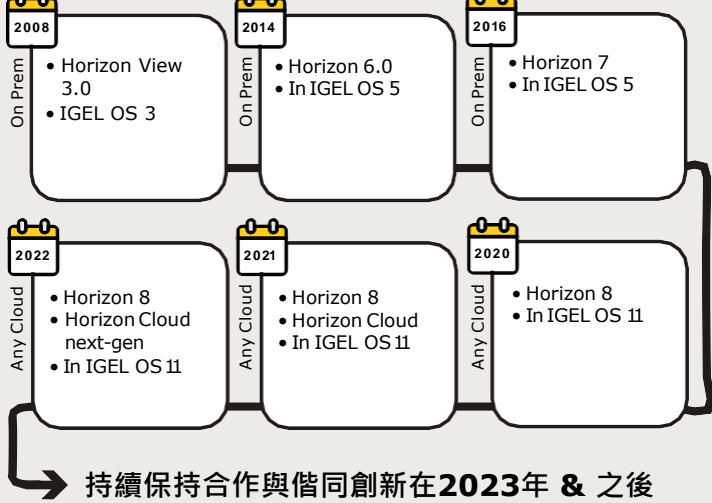 2008
On Prem
• Horizon View
3.0
• IGEL OS 3
2014
On Prem
• Horizon 6.0
• In IGEL OS 5
2016
On Prem
• Horizon 7
• In IGEL OS 5
2020
Any Cloud
• Horizon 8
• In IGEL OS 11
2021
Any Cloud
• Horizon 8
• Horizon Cloud
• In IGEL OS 11
2022
Any Cloud
• Horizon 8
• Horizon Cloud
next-gen
• In IGEL OS 11
持續保持合作與偕同創新在2023年 & 之後